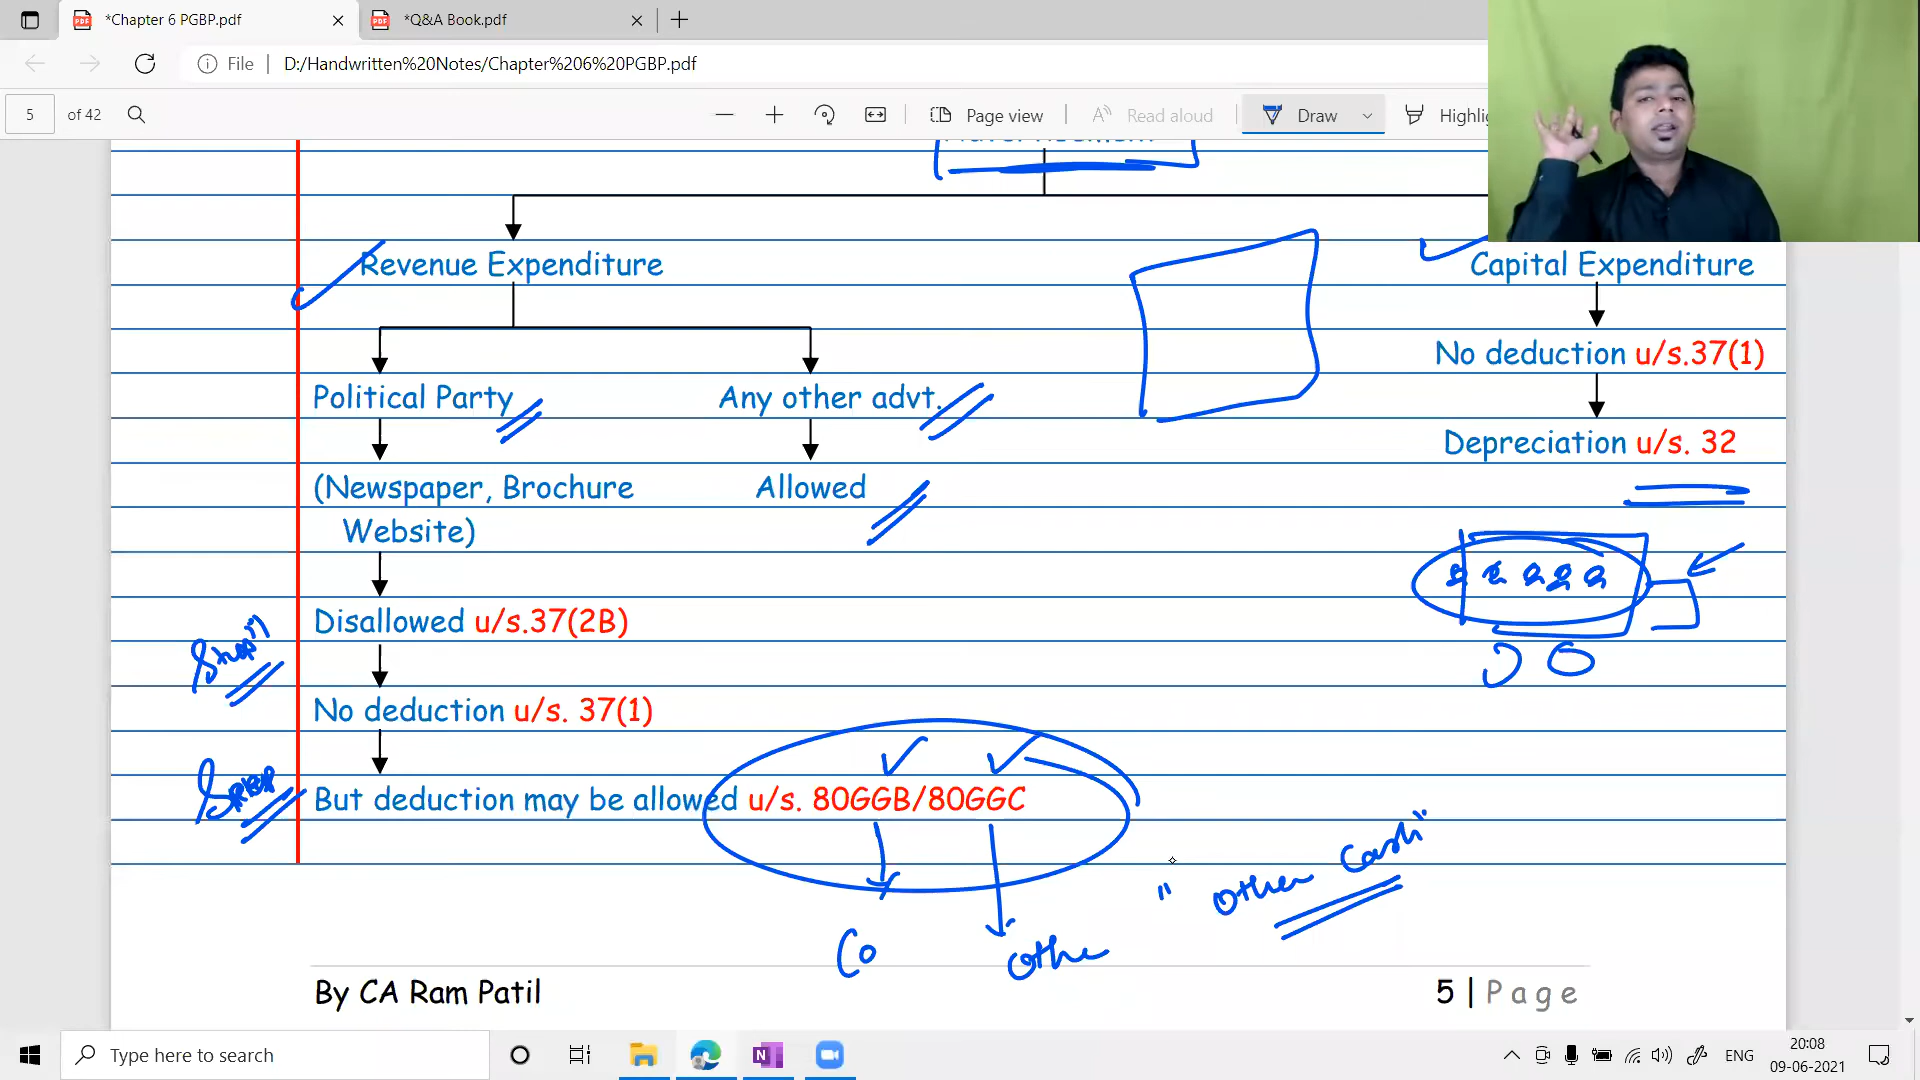 *Chapter 6 PGBP.pdf
*Q&A Book.pdf
File
D:/Handwritten%20Notes/Chapter%206%20PGBP.pdf
5 of 42
Page view
Read aloud
Draw
Revenue Expenditure
Capital Expenditure
No deduction u/s.37(1)
Political Party
Any other advt.
Depreciation u/s. 32
(Newspaper, Brochure
Allowed
Website)
Disallowed u/s.37(2B)
No deduction u/s. 37(1)
But deduction may be allowed u/s. 80GGB/80GGC
" Other Cash"
Co
Othe
By CA Ram Patil
5 | Page
Type here to search
ENG
20:08
09-06-2021